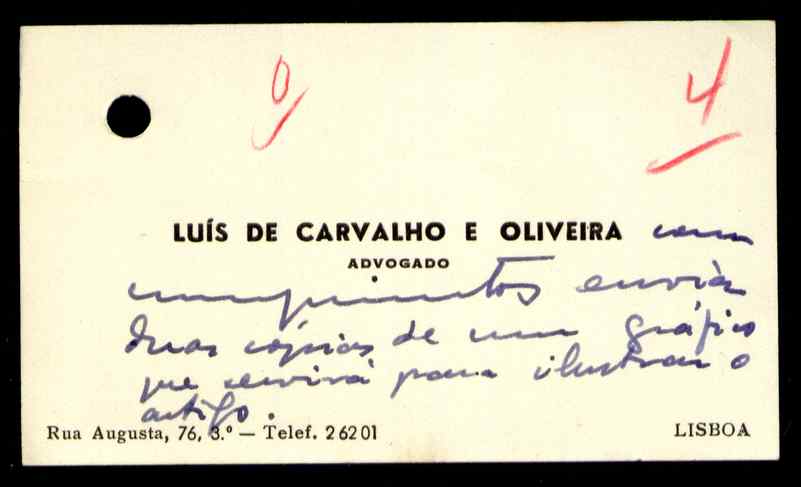 0
4
LUÍS DE CARVALHO E OLIVEIRA com
ADVOGADO
cumprimentos envia
duas cópias de um gráfico
que servirá para ilustrar o
artigo.
Rua Augusta, 76, 3.º — Telef. 26201 LISBOA